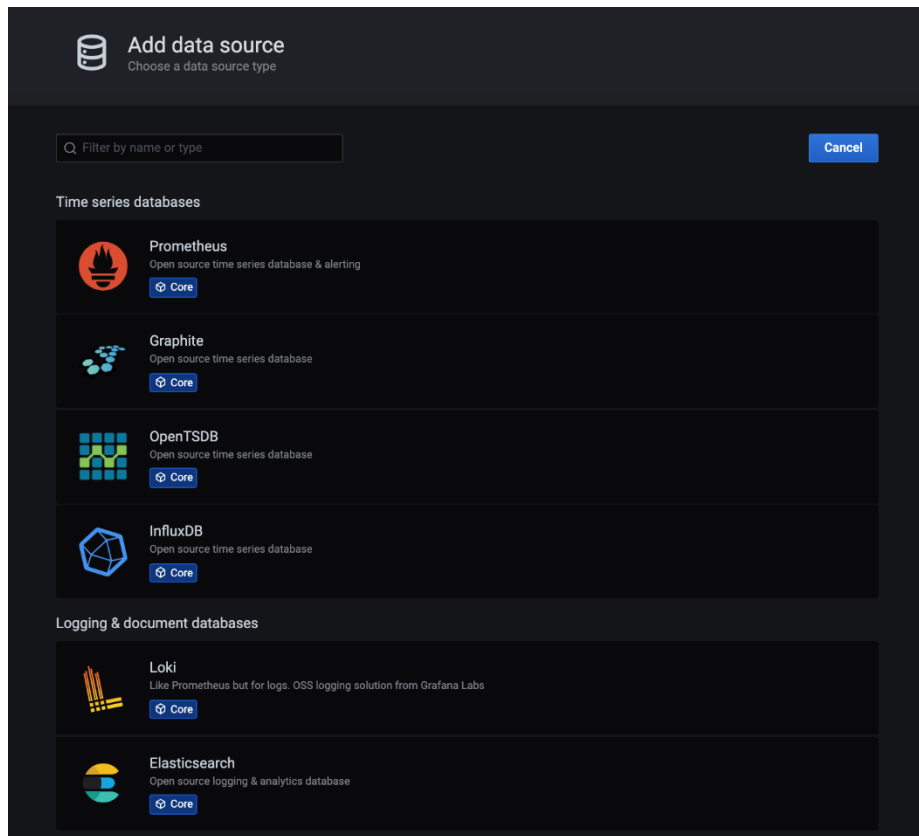 Add data source
Choose a data source type
Filter by name or type
Cancel
Time series databases
Prometheus
Open source time series database & alerting
Core
Graphite
Open source time series database
Core
OpenTSDB
Open source time series database
Core
InfluxDB
Open source time series database
Core
Logging & document databases
Loki
Like Prometheus but for logs. OSS logging solution from Grafana Labs
Core
Elasticsearch
Open source logging & analytics database
Core